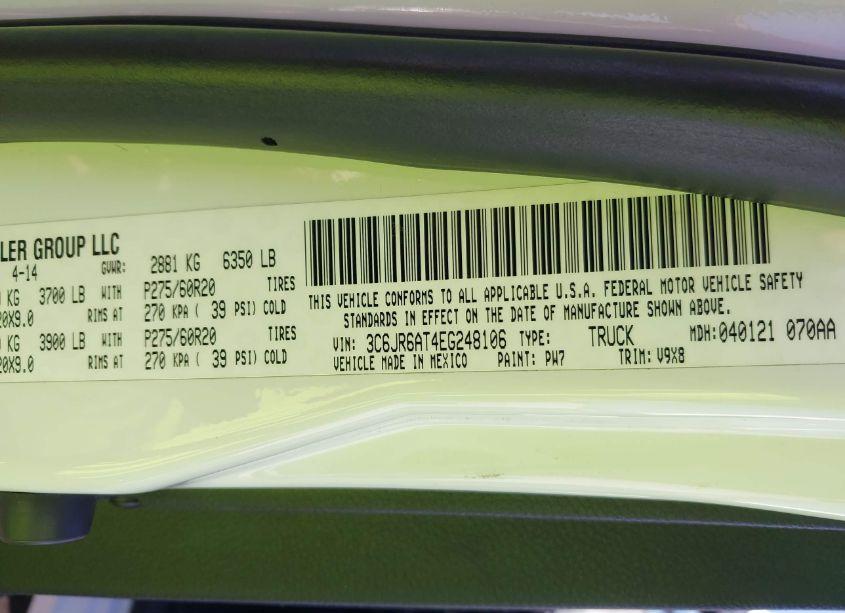 LER GROUP LLC
4-14 GVWR: 2881 KG 6350 LB
KG 3700 LB WITH P275/60R20 TIRES
20X9.0 RIMS AT 270 KPA ( 39 PSI) COLD
KG 3900 LB WITH P275/60R20 TIRES
20X9.0 RIMS AT 270 KPA ( 39 PSI) COLD
THIS VEHICLE CONFORMS TO ALL APPLICABLE U.S.A. FEDERAL MOTOR VEHICLE SAFETY
STANDARDS IN EFFECT ON THE DATE OF MANUFACTURE SHOWN ABOVE.
VIN: 3C6JR6AT4EG248106 TYPE: TRUCK MDH: 040121 070AA
VEHICLE MADE IN MEXICO PAINT: PW7 TRIM: V9X8